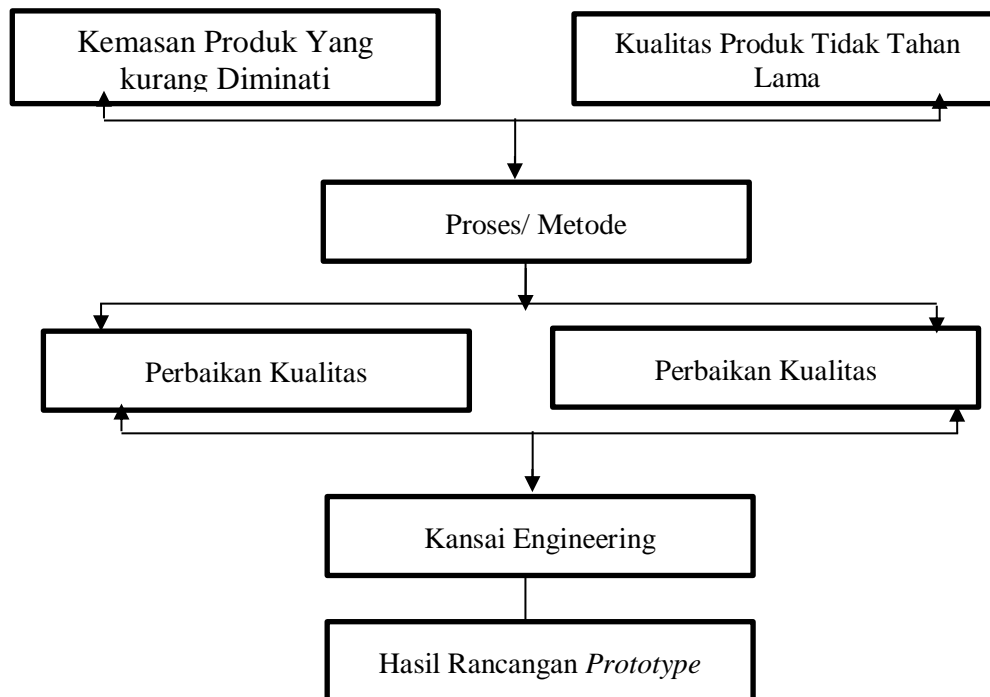 Kemasan Produk Yang
kurang Diminati
Kualitas Produk Tidak Tahan
Lama
Proses/ Metode
Perbaikan Kualitas
Perbaikan Kualitas
Kansai Engineering
Hasil Rancangan Prototype